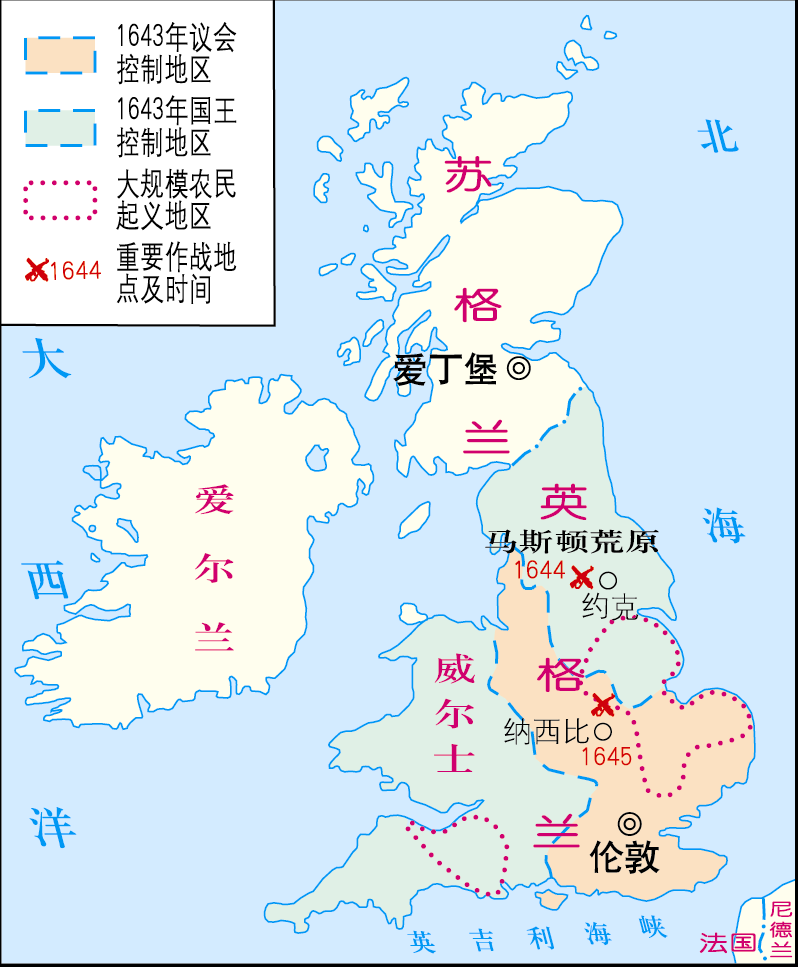 1643年议会
控制地区
1643年国王
控制地区
大规模农民
起义地区
1644
重要作战地
点及时间
大西洋
北海
苏格兰
爱丁堡
爱尔兰
英格兰
马斯顿荒原
1644
约克
威尔士
纳西比
1645
伦敦
英吉利海峡
法国
尼德兰